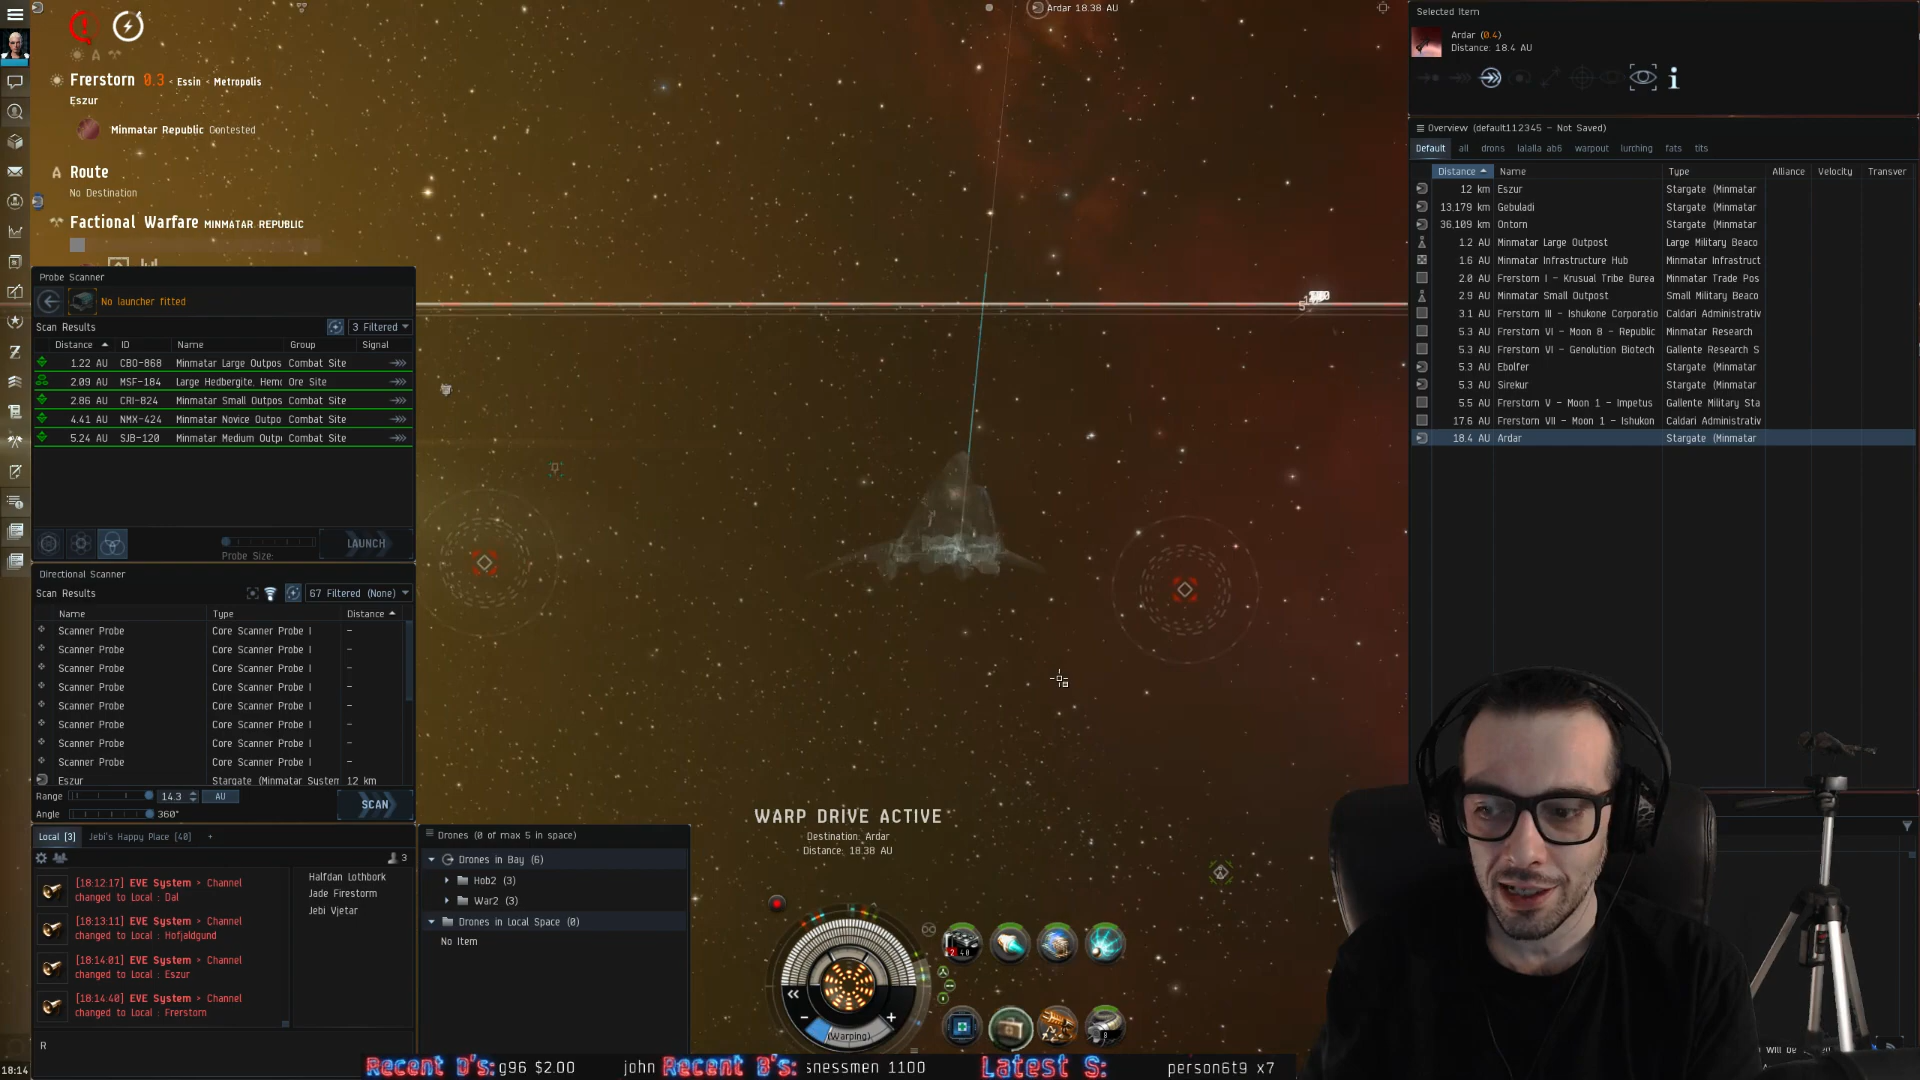 Ardar 18.38 AU
Frerstorn 0.3 < Essin < Metropolis
Eszur
Minmatar Republic Contested
Route
No Destination
Factional Warfare MINMATAR REPUBLIC
Probe Scanner
No launcher fitted
Scan Results
3 Filtered
Distance ID Name Group Signal
1.22 AU CBO-868 Minmatar Large Outpos Combat Site
2.09 AU MSF-184 Large Hedbergite, Hemo Ore Site
2.86 AU CRI-824 Minmatar Small Outpos Combat Site
4.41 AU NMX-424 Minmatar Novice Outpo Combat Site
5.24 AU SJB-120 Minmatar Medium Outp Combat Site
Probe Size:
LAUNCH
Directional Scanner
Scan Results
67 Filtered (None)
Name Type Distance
Scanner Probe Core Scanner Probe I -
Scanner Probe Core Scanner Probe I -
Scanner Probe Core Scanner Probe I -
Scanner Probe Core Scanner Probe I -
Scanner Probe Core Scanner Probe I -
Scanner Probe Core Scanner Probe I -
Scanner Probe Core Scanner Probe I -
Scanner Probe Core Scanner Probe I -
Eszur Stargate (Minmatar System 12 km
Range 14.3 AU
Angle 360°
SCAN
Local [3] Jebi's Happy Place [40] +
3
[18:12:17] EVE System > Channel
changed to Local : Dal
[18:13:11] EVE System > Channel
changed to Local : Hofjaldgund
[18:14:01] EVE System > Channel
changed to Local : Eszur
[18:14:40] EVE System > Channel
changed to Local : Frerstorn
Halfdan Lothbork
Jade Firestorm
Jebi Vjetar
R
18:14
Drones (0 of max 5 in space)
Drones in Bay (6)
Hob2 (3)
War2 (3)
Drones in Local Space (0)
No Item
WARP DRIVE ACTIVE
Destination: Ardar
Distance: 18.38 AU
(Warping)
Selected Item
Ardar (0.4)
Distance: 18.4 AU
Overview (default112345 - Not Saved)
Default all drons lalalla ab6 warpout lurching fats tits
Distance Name Type Alliance Velocity Transver
12 km Eszur Stargate (Minmatar
13,179 km Gebuladi Stargate (Minmatar
36,189 km Ontorn Stargate (Minmatar
1.2 AU Minmatar Large Outpost Large Military Beaco
1.6 AU Minmatar Infrastructure Hub Minmatar Infrastruct
2.0 AU Frerstorn I - Krusual Tribe Burea Minmatar Trade Pos
2.9 AU Minmatar Small Outpost Small Military Beaco
3.1 AU Frerstorn III - Ishukone Corporatio Caldari Administrativ
5.3 AU Frerstorn VI - Moon 8 - Republic Minmatar Research
5.3 AU Frerstorn VI - Genolution Biotech Gallente Research S
5.3 AU Ebolfer Stargate (Minmatar
5.3 AU Sirekur Stargate (Minmatar
5.5 AU Frerstorn V - Moon 1 - Impetus Gallente Military Sta
17.6 AU Frerstorn VII - Moon 1 - Ishukon Caldari Administrativ
18.4 AU Ardar Stargate (Minmatar
will be
Recent D's: g96 $2.00 john Recent B's: snessmen 1100 Latest S: person6t9 x7